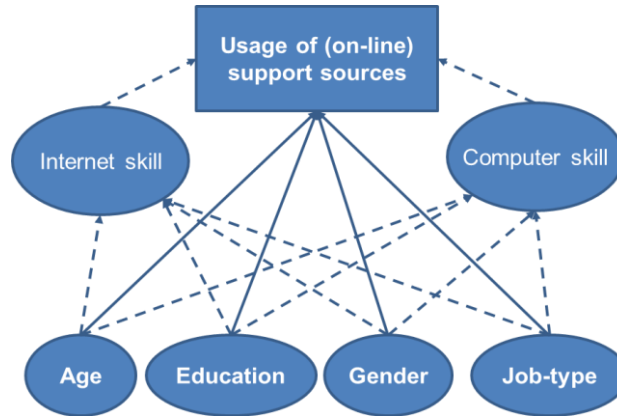 Usage of (on-line)
support sources
Internet skill
Computer skill
Age
Education
Gender
Job-type